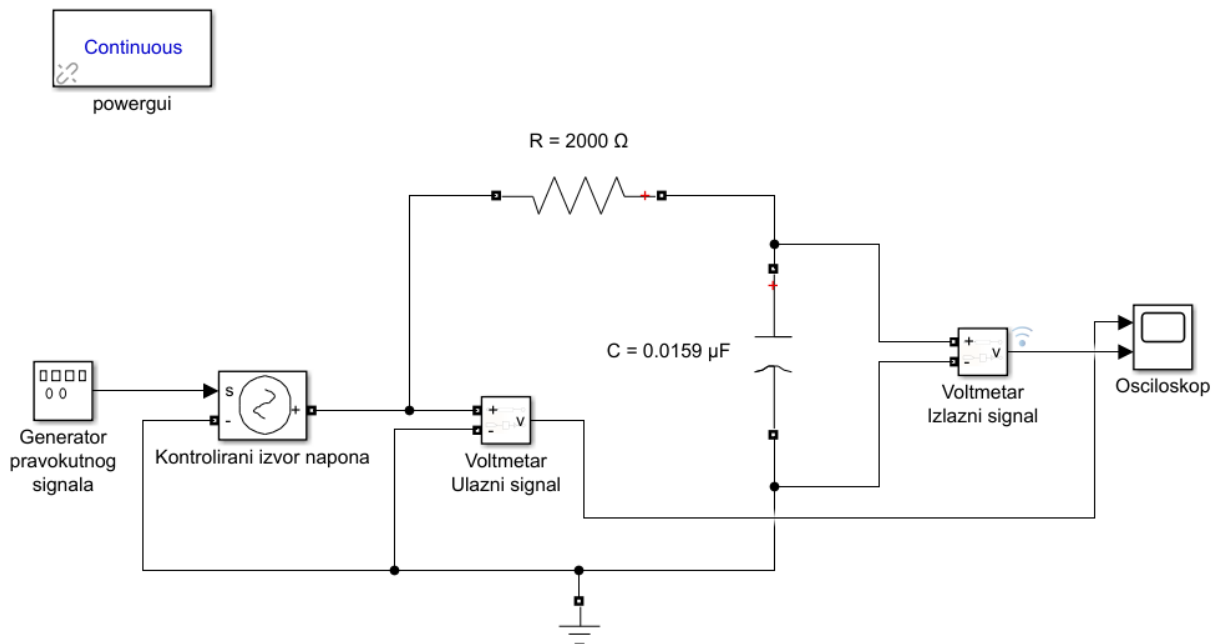 Continuous
powergui
R = 2000 Ω
C = 0.0159 µF
Generator
pravokutnog
signala
s
-
+
Kontrolirani izvor napona
+
-
v
Voltmetar
Ulazni signal
+
-
v
Voltmetar
Izlazni signal
Osciloskop